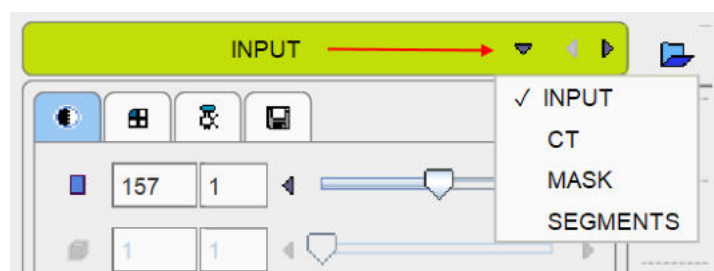 INPUT
✓ INPUT
CT
MASK
SEGMENTS
157 1
1 1